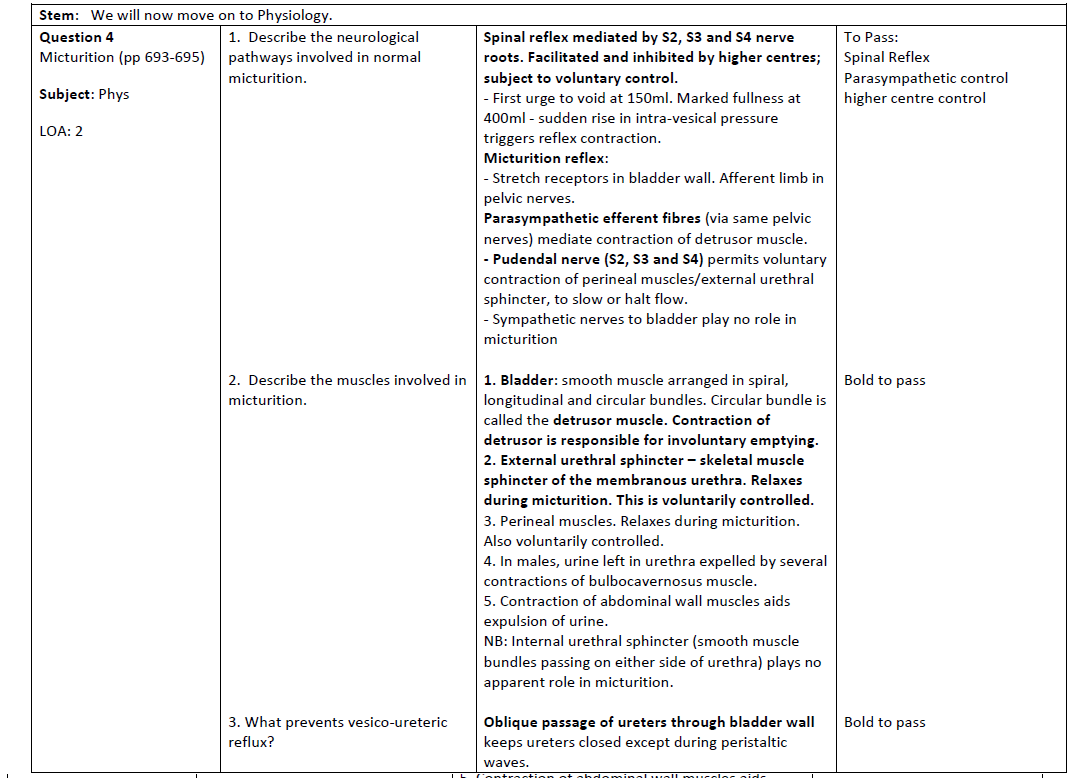 Stem: We will now move on to Physiology.
Question 4
Micturition (pp 693-695)
Subject: Phys
LOA: 2
1. Describe the neurological
pathways involved in normal
micturition.
Spinal reflex mediated by S2, S3 and S4 nerve
roots. Facilitated and inhibited by higher centres;
subject to voluntary control.
- First urge to void at 150ml. Marked fullness at
400ml - sudden rise in intra-vesical pressure
triggers reflex contraction.
Micturition reflex:
- Stretch receptors in bladder wall. Afferent limb in
pelvic nerves.
Parasympathetic efferent fibres (via same pelvic
nerves) mediate contraction of detrusor muscle.
- Pudendal nerve (S2, S3 and S4) permits voluntary
contraction of perineal muscles/external urethral
sphincter, to slow or halt flow.
- Sympathetic nerves to bladder play no role in
micturition
To Pass:
Spinal Reflex
Parasympathetic control
higher centre control
2. Describe the muscles involved in
micturition.
1. Bladder: smooth muscle arranged in spiral,
longitudinal and circular bundles. Circular bundle is
called the detrusor muscle. Contraction of
detrusor is responsible for involuntary emptying.
2. External urethral sphincter – skeletal muscle
sphincter of the membranous urethra. Relaxes
during micturition. This is voluntarily controlled.
3. Perineal muscles. Relaxes during micturition.
Also voluntarily controlled.
4. In males, urine left in urethra expelled by several
contractions of bulbocavernosus muscle.
5. Contraction of abdominal wall muscles aids
expulsion of urine.
NB: Internal urethral sphincter (smooth muscle
bundles passing on either side of urethra) plays no
apparent role in micturition.
Bold to pass
3. What prevents vesico-ureteric
reflux?
Oblique passage of ureters through bladder wall
keeps ureters closed except during peristaltic
waves.
Bold to pass
5. Contraction of abdominal wall muscles aids